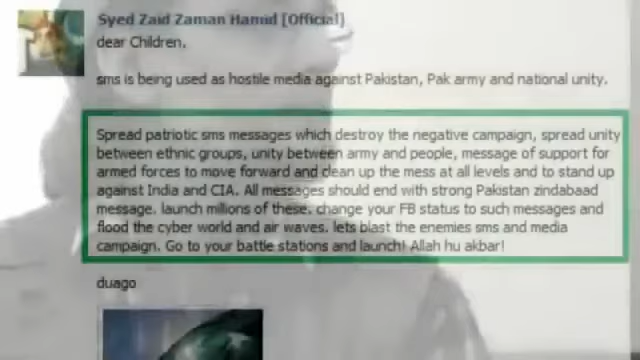 Syed Zaid Zaman Hamid [Official]
dear Children,
sms is being used as hostile media against Pakistan, Pak army and national unity.
Spread patriotic sms messages which destroy the negative campaign, spread unity
between ethnic groups, unity between army and people, message of support for
armed forces to move forward and clean up the mess at all levels and to stand up
against India and CIA. All messages should end with strong Pakistan zindabaad
message. launch millions of these. change your FB status to such messages and
flood the cyber world and air waves. lets blast the enemies sms and media
campaign. Go to your battle stations and launch! Allah hu akbar!
duago